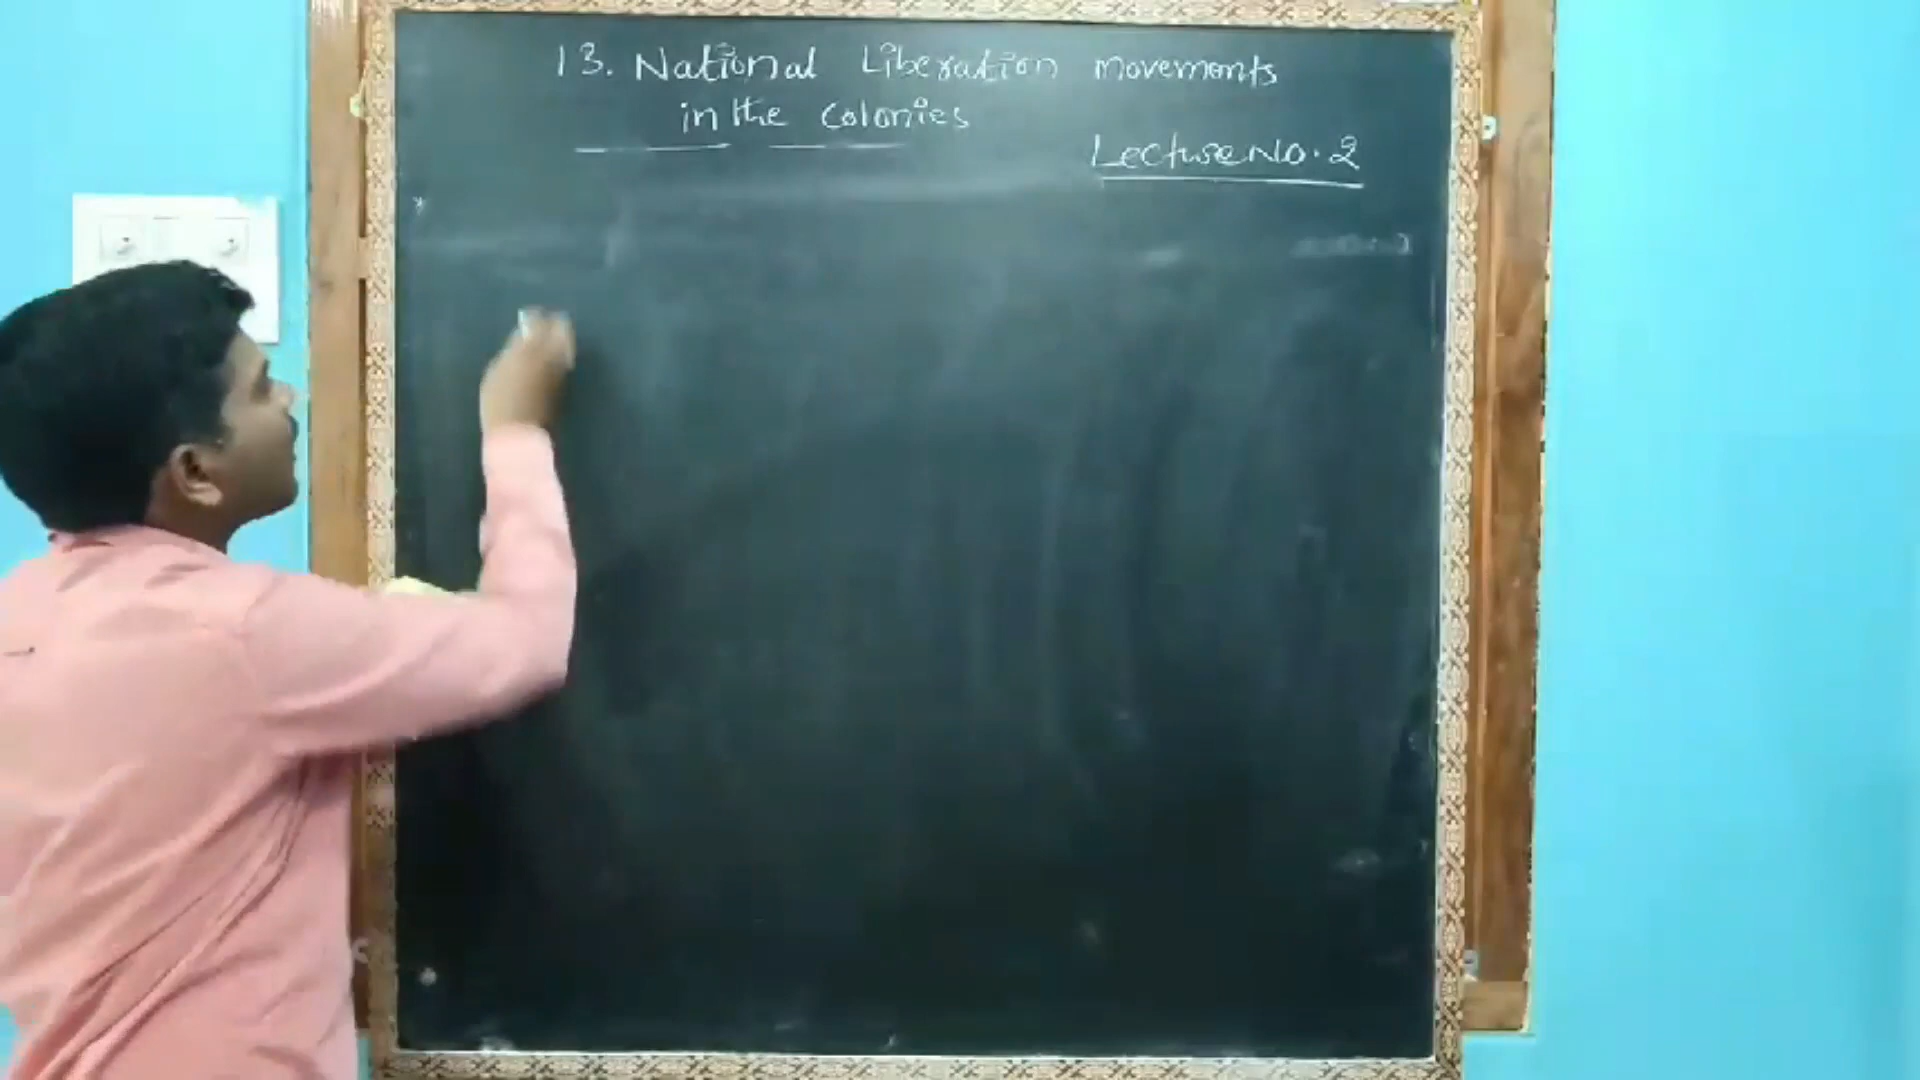 13. National Liberation movements
in the colonies
Lecture No. 2